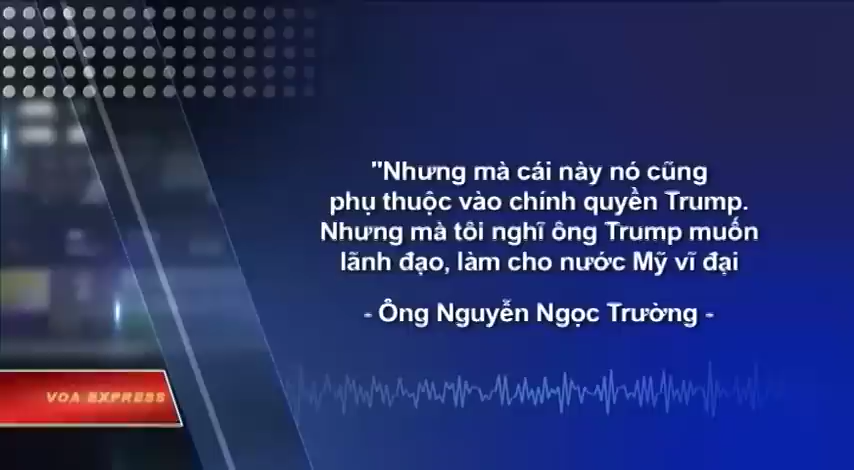 "Nhưng mà cái này nó cũng
phụ thuộc vào chính quyền Trump.
Nhưng mà tôi nghĩ ông Trump muốn
lãnh đạo, làm cho nước Mỹ vĩ đại
- Ông Nguyễn Ngọc Trường -
VOA EXPRESS